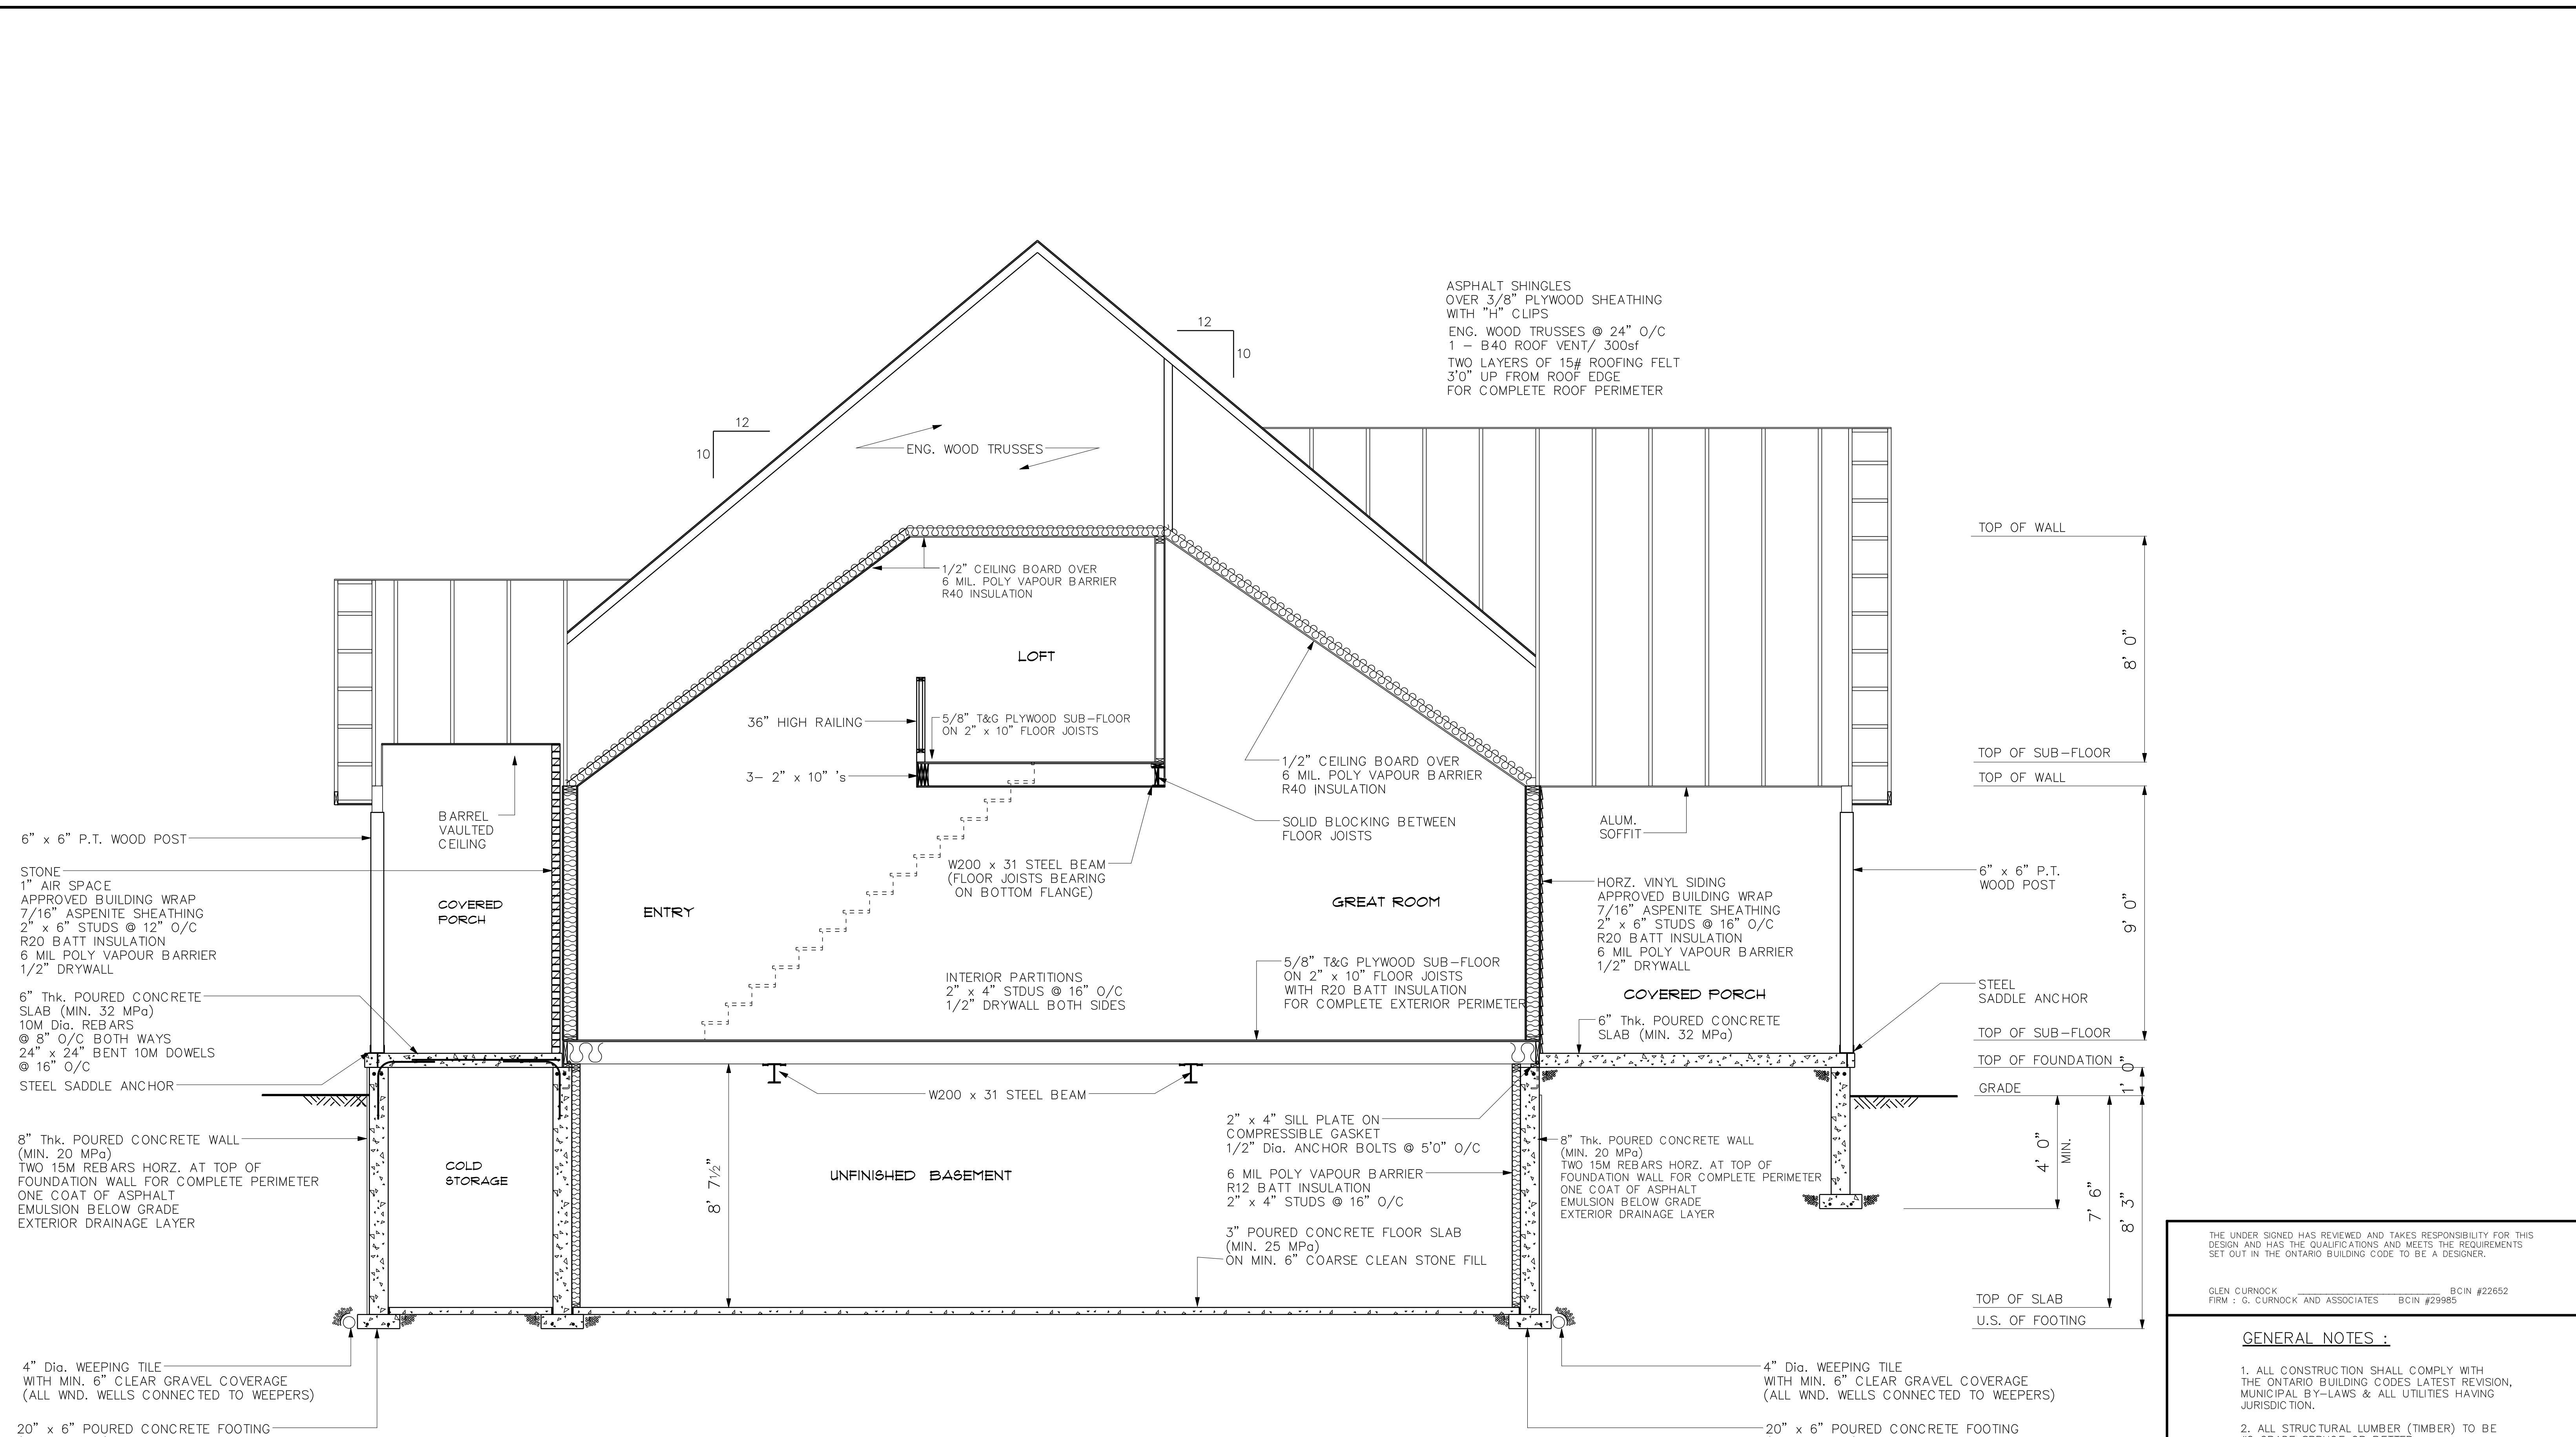 ASPHALT SHINGLES
OVER 3/8" PLYWOOD SHEATHING
WITH "H" CLIPS
ENG. WOOD TRUSSES @ 24" O/C
1 - B40 ROOF VENT/ 300sf
TWO LAYERS OF 15# ROOFING FELT
3'0" UP FROM ROOF EDGE
FOR COMPLETE ROOF PERIMETER
12
10
12
10
ENG. WOOD TRUSSES
1/2" CEILING BOARD OVER
6 MIL. POLY VAPOUR BARRIER
R40 INSULATION
LOFT
36" HIGH RAILING
5/8" T&G PLYWOOD SUB-FLOOR
ON 2" x 10" FLOOR JOISTS
3- 2" x 10" 's
1/2" CEILING BOARD OVER
6 MIL. POLY VAPOUR BARRIER
R40 INSULATION
SOLID BLOCKING BETWEEN
FLOOR JOISTS
W200 x 31 STEEL BEAM
(FLOOR JOISTS BEARING
ON BOTTOM FLANGE)
BARREL
VAULTED
CEILING
COVERED
PORCH
ENTRY
GREAT ROOM
INTERIOR PARTITIONS
2" x 4" STDUS @ 16" O/C
1/2" DRYWALL BOTH SIDES
5/8" T&G PLYWOOD SUB-FLOOR
ON 2" x 10" FLOOR JOISTS
WITH R20 BATT INSULATION
FOR COMPLETE EXTERIOR PERIMETER
ALUM.
SOFFIT
HORZ. VINYL SIDING
APPROVED BUILDING WRAP
7/16" ASPENITE SHEATHING
2" x 6" STUDS @ 16" O/C
R20 BATT INSULATION
6 MIL POLY VAPOUR BARRIER
1/2" DRYWALL
COVERED PORCH
6" Thk. POURED CONCRETE
SLAB (MIN. 32 MPa)
6" x 6" P.T. WOOD POST
STONE
1" AIR SPACE
APPROVED BUILDING WRAP
7/16" ASPENITE SHEATHING
2" x 6" STUDS @ 12" O/C
R20 BATT INSULATION
6 MIL POLY VAPOUR BARRIER
1/2" DRYWALL
6" Thk. POURED CONCRETE
SLAB (MIN. 32 MPa)
10M Dia. REBARS
@ 8" O/C BOTH WAYS
24" x 24" BENT 10M DOWELS
@ 16" O/C
STEEL SADDLE ANCHOR
8" Thk. POURED CONCRETE WALL
(MIN. 20 MPa)
TWO 15M REBARS HORZ. AT TOP OF
FOUNDATION WALL FOR COMPLETE PERIMETER
ONE COAT OF ASPHALT
EMULSION BELOW GRADE
EXTERIOR DRAINAGE LAYER
4" Dia. WEEPING TILE
WITH MIN. 6" CLEAR GRAVEL COVERAGE
(ALL WND. WELLS CONNECTED TO WEEPERS)
20" x 6" POURED CONCRETE FOOTING
COLD
STORAGE
8' 7½"
UNFINISHED BASEMENT
W200 x 31 STEEL BEAM
2" x 4" SILL PLATE ON
COMPRESSIBLE GASKET
1/2" Dia. ANCHOR BOLTS @ 5'0" O/C
6 MIL POLY VAPOUR BARRIER
R12 BATT INSULATION
2" x 4" STUDS @ 16" O/C
3" POURED CONCRETE FLOOR SLAB
(MIN. 25 MPa)
ON MIN. 6" COARSE CLEAN STONE FILL
8" Thk. POURED CONCRETE WALL
(MIN. 20 MPa)
TWO 15M REBARS HORZ. AT TOP OF
FOUNDATION WALL FOR COMPLETE PERIMETER
ONE COAT OF ASPHALT
EMULSION BELOW GRADE
EXTERIOR DRAINAGE LAYER
4" Dia. WEEPING TILE
WITH MIN. 6" CLEAR GRAVEL COVERAGE
(ALL WND. WELLS CONNECTED TO WEEPERS)
20" x 6" POURED CONCRETE FOOTING
TOP OF WALL
8' 0"
TOP OF SUB-FLOOR
TOP OF WALL
6" x 6" P.T.
WOOD POST
9' 0"
STEEL
SADDLE ANCHOR
TOP OF SUB-FLOOR
TOP OF FOUNDATION
1' 0"
GRADE
4' 0"
MIN.
7' 6"
8' 3"
TOP OF SLAB
U.S. OF FOOTING
THE UNDER SIGNED HAS REVIEWED AND TAKES RESPONSIBILITY FOR THIS
DESIGN AND HAS THE QUALIFICATIONS AND MEETS THE REQUIREMENTS
SET OUT IN THE ONTARIO BUILDING CODE TO BE A DESIGNER.
GLEN CURNOCK BCIN #22652
FIRM : G. CURNOCK AND ASSOCIATES BCIN #29985
GENERAL NOTES :
1. ALL CONSTRUCTION SHALL COMPLY WITH
THE ONTARIO BUILDING CODES LATEST REVISION,
MUNICIPAL BY-LAWS & ALL UTILITIES HAVING
JURISDICTION.
2. ALL STRUCTURAL LUMBER (TIMBER) TO BE